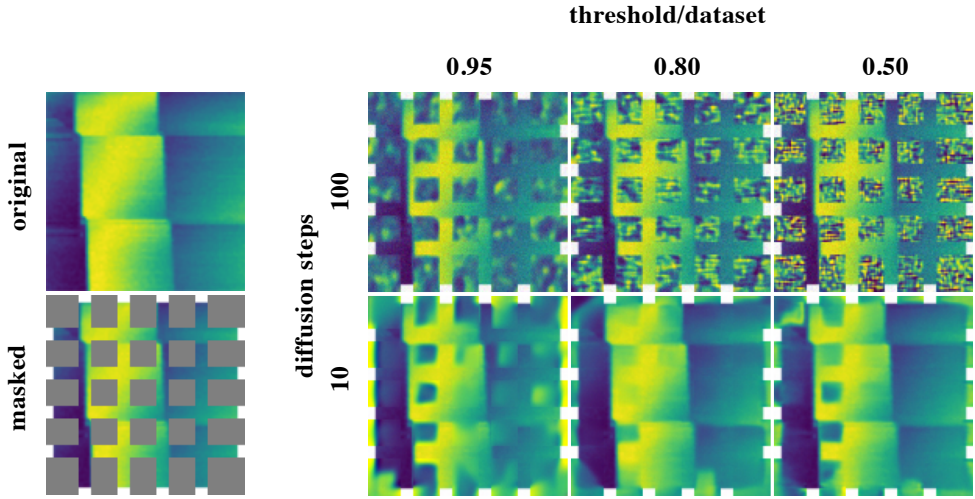 threshold/dataset
0.95 0.80 0.50
original
masked
diffusion steps
100
10